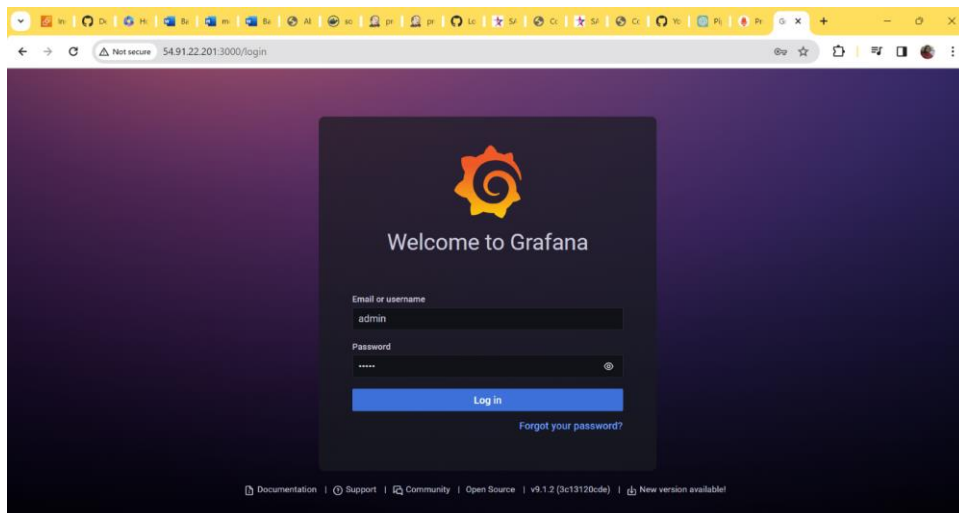 Not secure 54.91.22.201:3000/login
Welcome to Grafana
Email or username
admin
Password
•••••
Log in
Forgot your password?
Documentation | Support | Community | Open Source | v9.1.2 (3c13120cde) | New version available!